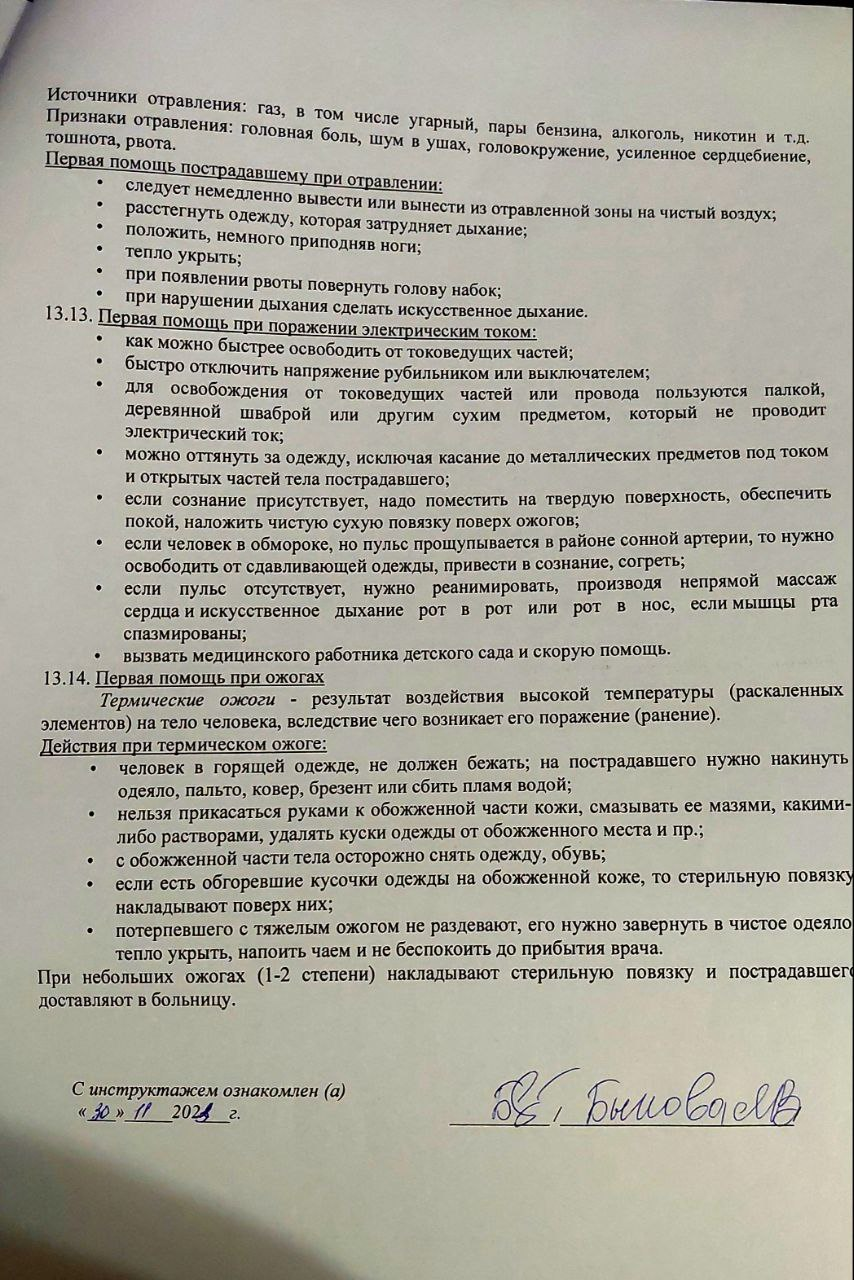 Источники отравления: газ, в том числе угарный, пары бензина, алкоголь, никотин и т.д.
Признаки отравления: головная боль, шум в ушах, головокружение, усиленное сердцебиение,
тошнота, рвота.
Первая помощь пострадавшему при отравлении:
• следует немедленно вывести или вынести из отравленной зоны на чистый воздух;
• расстегнуть одежду, которая затрудняет дыхание;
• положить, немного приподняв ноги;
• тепло укрыть;
• при появлении рвоты повернуть голову набок;
• при нарушении дыхания сделать искусственное дыхание.
13.13. Первая помощь при поражении электрическим током:
• как можно быстрее освободить от токоведущих частей;
• быстро отключить напряжение рубильником или выключателем;
• для освобождения от токоведущих частей или провода пользуются палкой,
деревянной шваброй или другим сухим предметом, который не проводит
электрический ток;
• можно оттянуть за одежду, исключая касание до металлических предметов под током
и открытых частей тела пострадавшего;
• если сознание присутствует, надо поместить на твердую поверхность, обеспечить
покой, наложить чистую сухую повязку поверх ожогов;
• если человек в обмороке, но пульс прощупывается в районе сонной артерии, то нужно
освободить от сдавливающей одежды, привести в сознание, согреть;
• если пульс отсутствует, нужно реанимировать, производя непрямой массаж
сердца и искусственное дыхание рот в рот или рот в нос, если мышцы рта
спазмированы;
• вызвать медицинского работника детского сада и скорую помощь.
13.14. Первая помощь при ожогах
Термические ожоги - результат воздействия высокой температуры (раскаленных
элементов) на тело человека, вследствие чего возникает его поражение (ранение).
Действия при термическом ожоге:
• человек в горящей одежде, не должен бежать; на пострадавшего нужно накинуть
одеяло, пальто, ковер, брезент или сбить пламя водой;
• нельзя прикасаться руками к обожженной части кожи, смазывать ее мазями, какими-
либо растворами, удалять куски одежды от обожженного места и пр.;
• с обожженной части тела осторожно снять одежду, обувь;
• если есть обгоревшие кусочки одежды на обожженной коже, то стерильную повязку
накладывают поверх них;
• потерпевшего с тяжелым ожогом не раздевают, его нужно завернуть в чистое одеяло
тепло укрыть, напоить чаем и не беспокоить до прибытия врача.
При небольших ожогах (1-2 степени) накладывают стерильную повязку и пострадавшего
доставляют в больницу.
С инструктажем ознакомлен (а)
« 30 » 11 202 г. / Быкова АВ